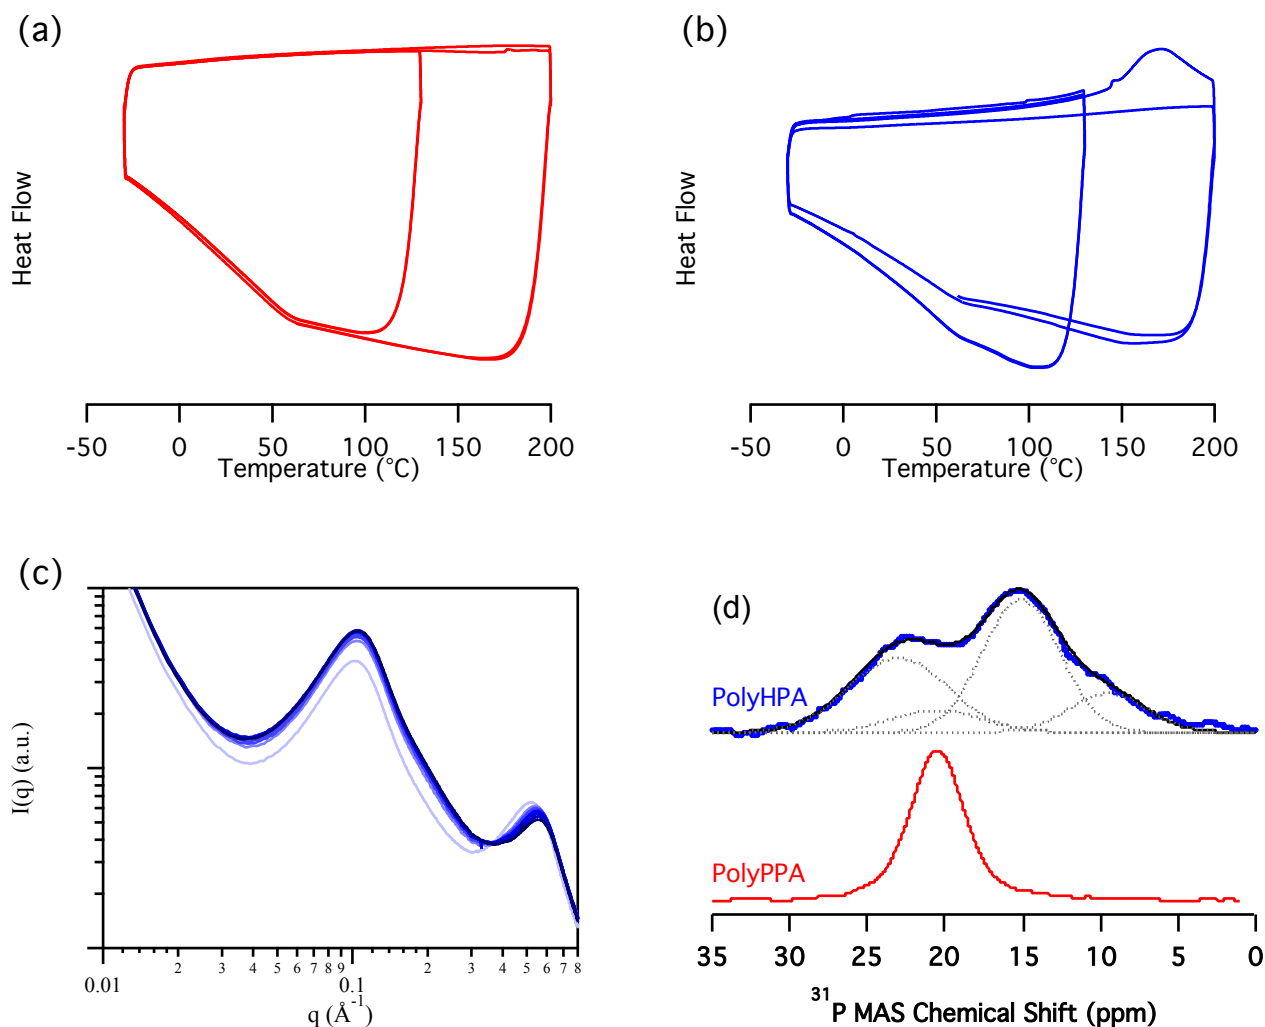 (a)
(b)
Heat Flow
Heat Flow
-50 0 50 100 150 200
-50 0 50 100 150 200
Temperature (°C)
Temperature (°C)
(c)
(d)
I(q) (a.u.)
PolyHPA
PolyPPA
2 3 4 5 6 7 8 9 2 3 4 5 6 7 8
0.01 0.1
q (Å-1)
35 30 25 20 15 10 5 0
31P MAS Chemical Shift (ppm)